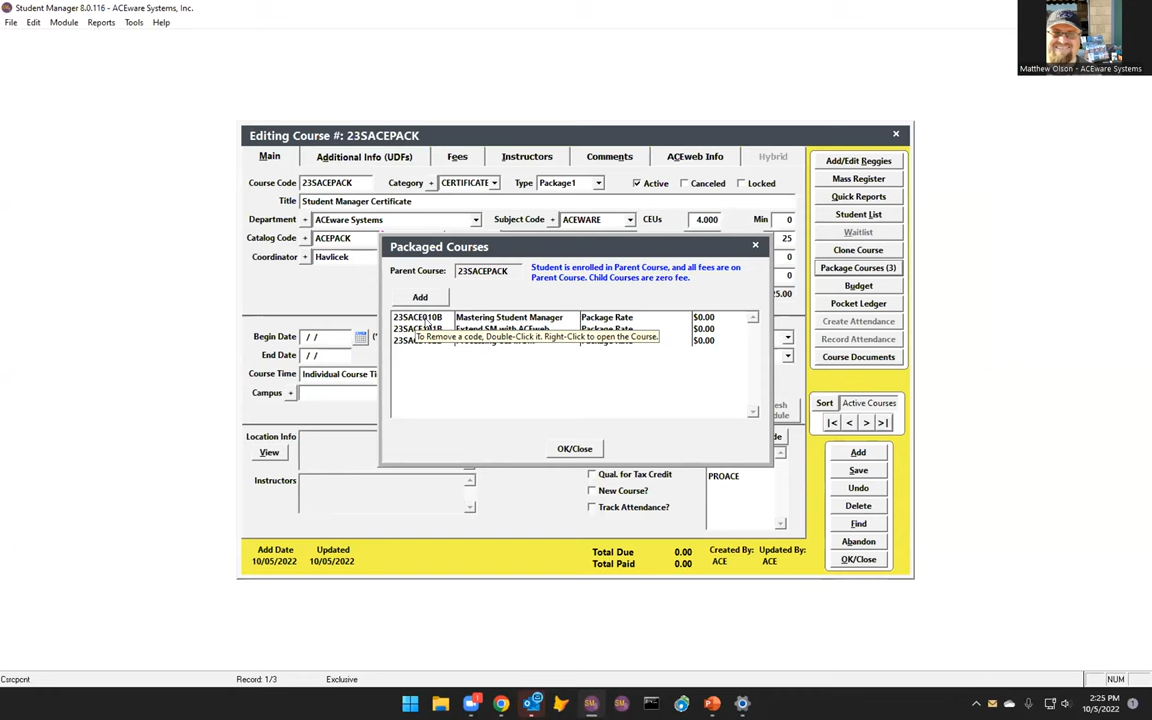 Student Manager 8.0.116 - ACEware Systems, Inc.
File Edit Module Reports Tools Help
Matthew Olson - ACEware Systems
Editing Course #: 23SACEPACK
Main Additional Info (UDFs) Fees Instructors Comments ACEweb Info Hybrid
Course Code 23SACEPACK Category + CERTIFICATE Type Package1 Active Canceled Locked
Title Student Manager Certificate
Department + ACEware Systems Subject Code + ACEWARE CEUs 4.000 Min 0
Catalog Code + ACEPACK 25
Coordinator + Havlicek 0
0
25.00
Begin Date / /
End Date / /
Course Time Individual Course Ti
Campus +
Location Info
View
Instructors
Qual. for Tax Credit
New Course?
Track Attendance?
PROACE
Add Date Updated
10/05/2022 10/05/2022
Total Due 0.00
Total Paid 0.00
Created By: Updated By:
ACE ACE
Packaged Courses
Parent Course: 23SACEPACK
Student is enrolled in Parent Course, and all fees are on
Parent Course. Child Courses are zero fee.
Add
23SACE010B Mastering Student Manager Package Rate $0.00
Extend SM with ACEweb Package Rate $0.00
$0.00
To Remove a code, Double-Click it. Right-Click to open the Course.
OK/Close
Add/Edit Reggies
Mass Register
Quick Reports
Student List
Waitlist
Clone Course
Package Courses (3)
Budget
Pocket Ledger
Create Attendance
Record Attendance
Course Documents
Sort Active Courses
|< < > >|
Add
Save
Undo
Delete
Find
Abandon
OK/Close
Csrcpcnt Record: 1/3 Exclusive NUM
2:25 PM
10/5/2022